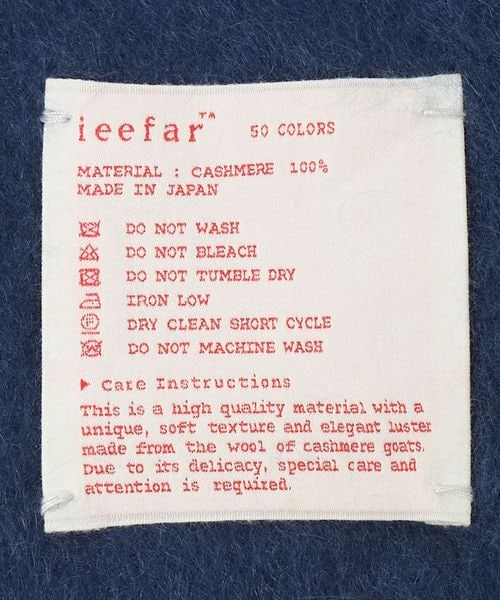 ieefar™ 50 COLORS
MATERIAL : CASHMERE 100%
MADE IN JAPAN
DO NOT WASH
DO NOT BLEACH
DO NOT TUMBLE DRY
IRON LOW
DRY CLEAN SHORT CYCLE
DO NOT MACHINE WASH
▶ Care Instructions
This is a high quality material with a
unique, soft texture and elegant luster
made from the wool of cashmere goats.
Due to its delicacy, special care and
attention is required.